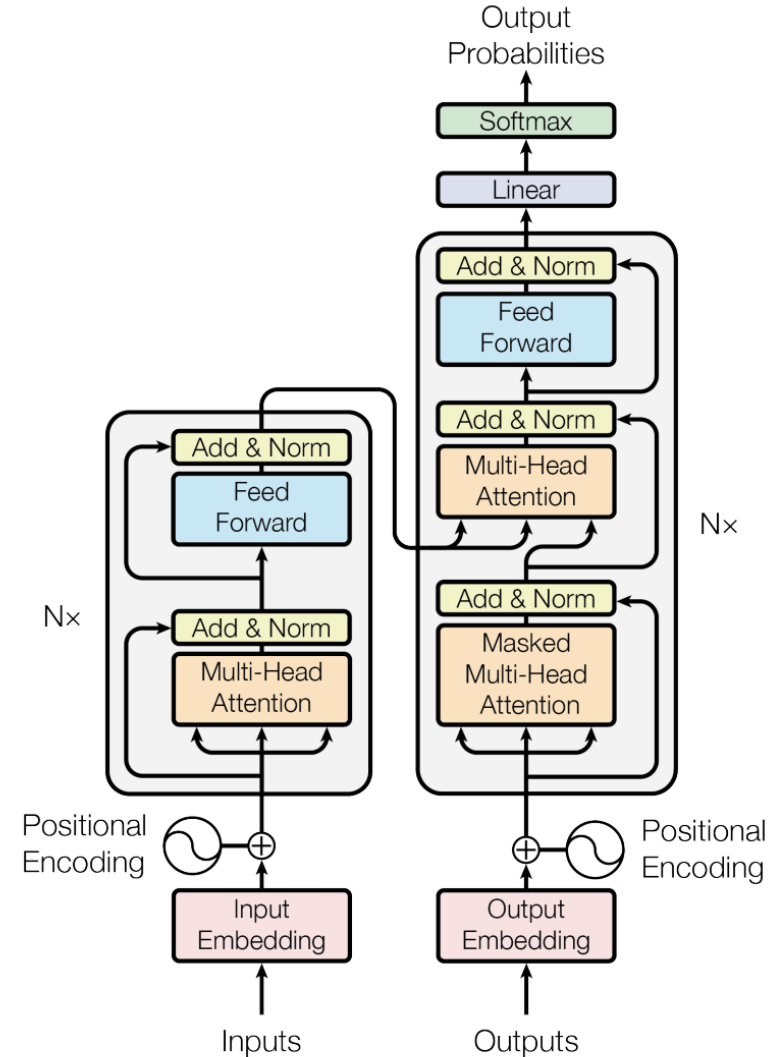 Output
Probabilities
Softmax
Linear
Add & Norm
Feed
Forward
Add & Norm
Multi-Head
Attention
Add & Norm
Masked
Multi-Head
Attention
Nx
Add & Norm
Feed
Forward
Add & Norm
Multi-Head
Attention
Nx
Positional
Encoding
Positional
Encoding
Input
Embedding
Output
Embedding
Inputs
Outputs